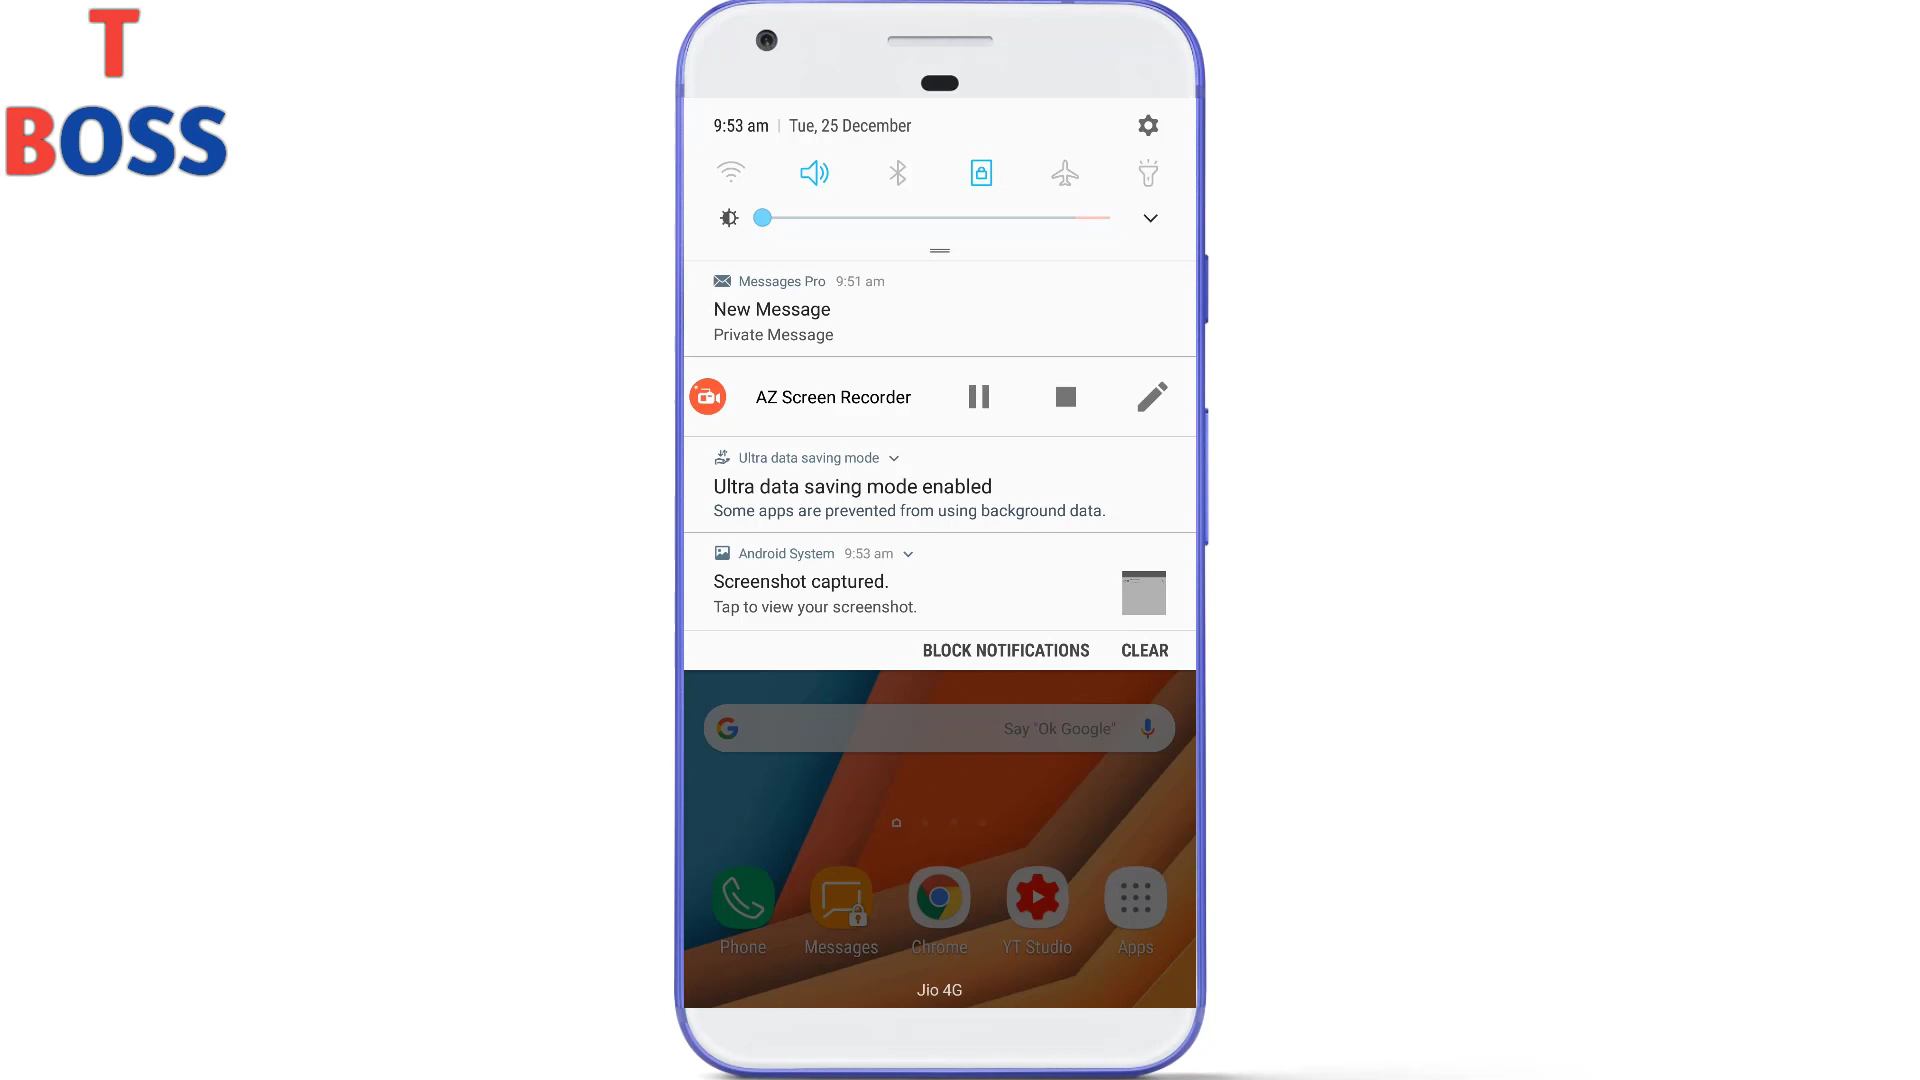 T
BOSS
9:53 am | Tue, 25 December
Messages Pro 9:51 am
New Message
Private Message
AZ Screen Recorder
Ultra data saving mode
Ultra data saving mode enabled
Some apps are prevented from using background data.
Android System 9:53 am
Screenshot captured.
Tap to view your screenshot.
BLOCK NOTIFICATIONS CLEAR
Say "Ok Google"
Phone Messages Chrome YT Studio Apps
Jio 4G